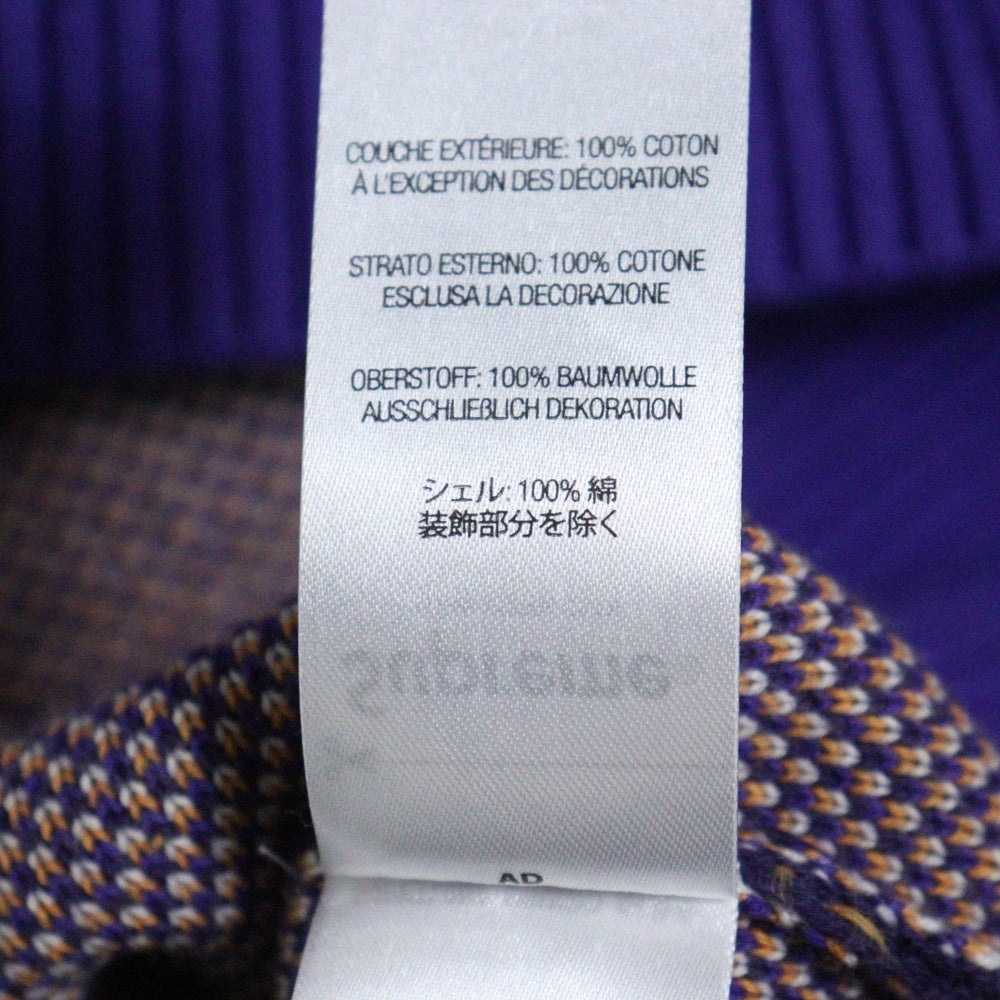 COUCHE EXTÉRIEURE: 100% COTON
À L'EXCEPTION DES DÉCORATIONS
STRATO ESTERNO: 100% COTONE
ESCLUSA LA DECORAZIONE
OBERSTOFF: 100% BAUMWOLLE
AUSSCHLIEßLICH DEKORATION
シェル: 100% 綿
装飾部分を除く
Supreme
AD